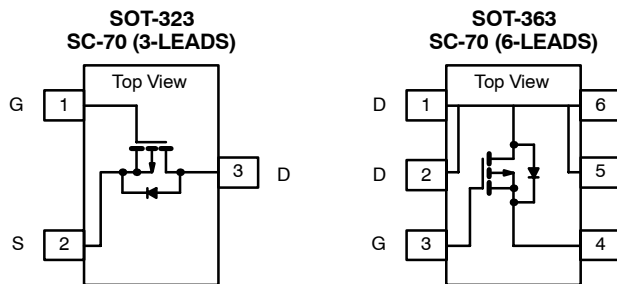 SOT-323
SC-70 (3-LEADS)
Top View
G 1
3 D
S 2
SOT-363
SC-70 (6-LEADS)
Top View
D 1 6
D 2 5
G 3 4